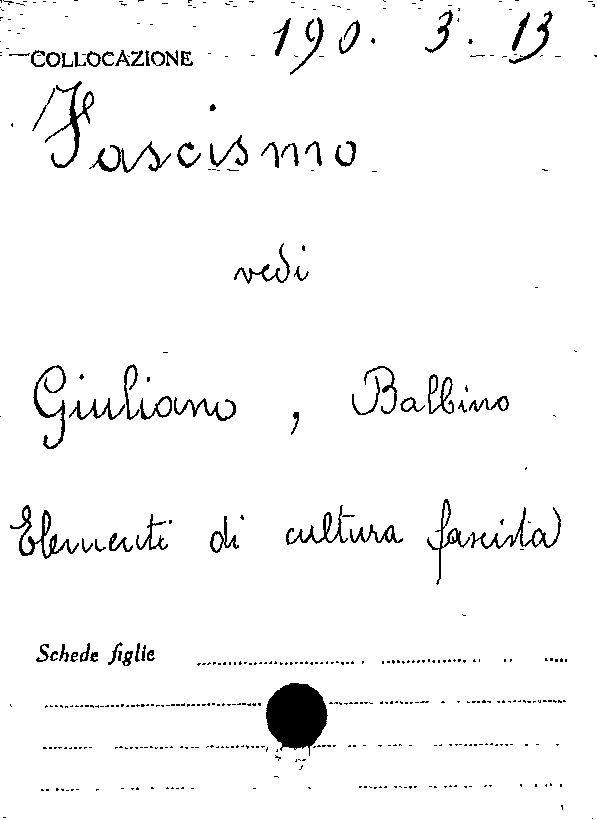 COLLOCAZIONE 190. 3. 13
Fascismo
vedi
Giuliano, Balbino
Elementi di cultura fascista
Schede figlie